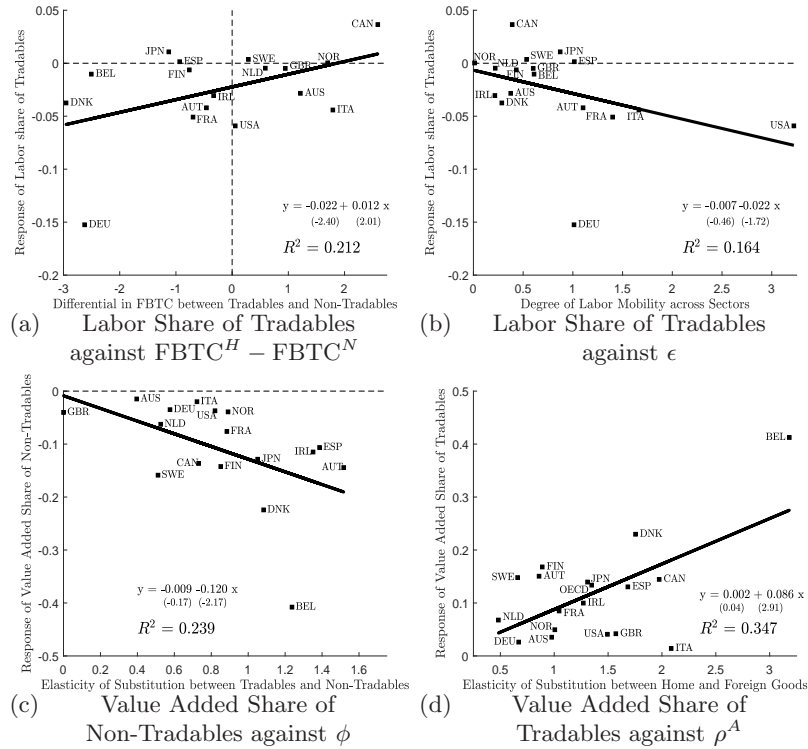 0.05
0
-0.05
-0.1
-0.15
-0.2
Response of Labor share of Tradables
CAN
JPN
ESP
SWE
NOR
BEL
FIN
NLD
GBR
DNK
IRL
AUS
AUT
ITA
FRA
USA
DEU
y = -0.022 + 0.012 x
(-2.40) (2.01)
R² = 0.212
-3 -2 -1 0 1 2
Differential in FBTC between Tradables and Non-Tradables
(a) Labor Share of Tradables
against FBTC^H − FBTC^N
0.05
0
-0.05
-0.1
-0.15
-0.2
Response of Labor Share of Tradables
CAN
JPN
NOR
SWE
ESP
NLD
GBR
FIN
BEL
IRL
AUS
DNK
AUT
FRA
ITA
USA
DEU
y = -0.007 -0.022 x
(-0.46) (-1.72)
R² = 0.164
0 0.5 1 1.5 2 2.5 3
Degree of Labor Mobility across Sectors
(b) Labor Share of Tradables
against ϵ
0
-0.1
-0.2
-0.3
-0.4
-0.5
Response of Value Added Share of Non-Tradables
AUS
ITA
GBR
DEU
USA
NOR
NLD
FRA
IRL
ESP
CAN
JPN
SWE
FIN
AUT
DNK
BEL
y = -0.009 -0.120 x
(-0.17) (-2.17)
R² = 0.239
0 0.2 0.4 0.6 0.8 1 1.2 1.4 1.6
Elasticity of Substitution between Tradables and Non-Tradables
(c) Value Added Share of
Non-Tradables against ϕ
0.5
0.4
0.3
0.2
0.1
0
Response of Value Added Share of Tradables
BEL
DNK
FIN
SWE
AUT
JPN
CAN
OECD
ESP
IRL
NLD
FRA
NOR
DEU
AUS
USA
GBR
ITA
y = 0.002 + 0.086 x
(0.04) (2.91)
R² = 0.347
0.5 1 1.5 2 2.5 3
Elasticity of Substitution between Home and Foreign Goods
(d) Value Added Share of
Tradables against ρ^A